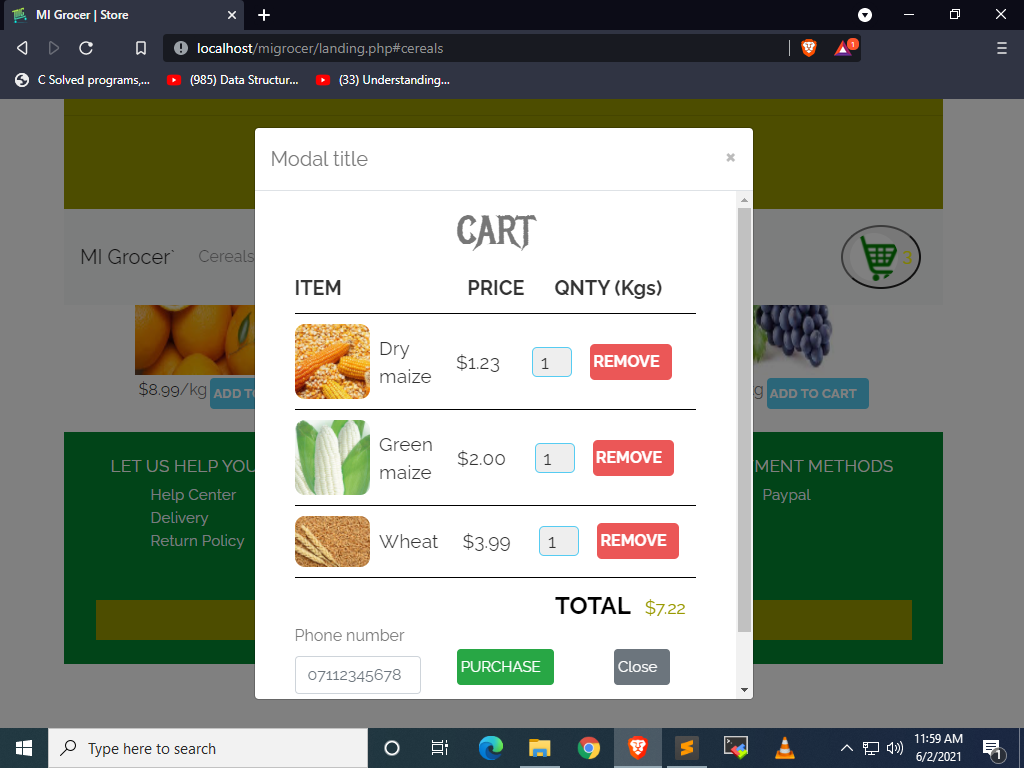 MI Grocer | Store
localhost/migrocer/landing.php#cereals
1
C Solved programs,...
(985) Data Structur...
(33) Understanding...
Modal title
×
MI Grocer`
Cereals
3
CART
ITEM PRICE QNTY (Kgs)
Dry
maize
$1.23 1 REMOVE
Green
maize
$2.00 1 REMOVE
Wheat $3.99 1 REMOVE
TOTAL $7.22
Phone number
07112345678
PURCHASE
Close
$8.99/kg
ADD TO
g
ADD TO CART
LET US HELP YOU
Help Center
Delivery
Return Policy
MENT METHODS
Paypal
Type here to search
11:59 AM
6/2/2021
1